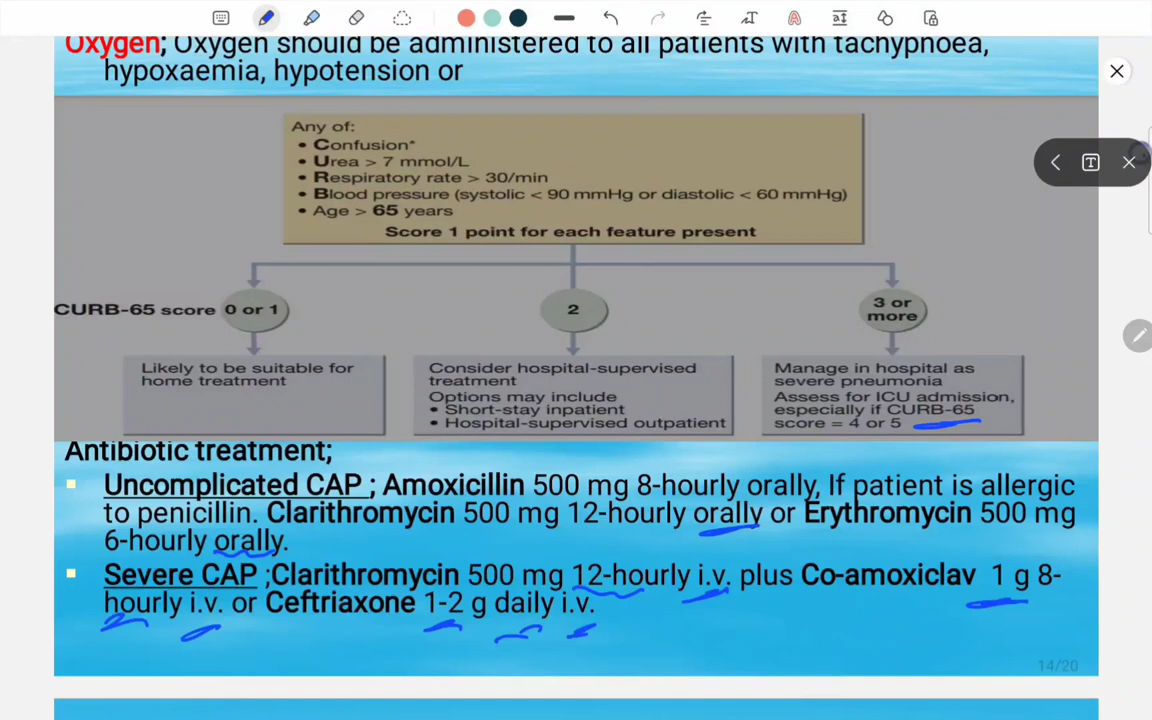 Oxygen; Oxygen should be administered to all patients with tachyphoea,
hypoxaemia, hypotension or
Any of:
• Confusion*
• Urea > 7 mmol/L
• Respiratory rate > 30/min
• Blood pressure (systolic < 90 mmHg or diastolic < 60 mmHg)
• Age > 65 years
Score 1 point for each feature present
CURB-65 score
0 or 1
2
3 or
more
Likely to be suitable for
home treatment
Consider hospital-supervised
treatment
Options may include
• Short-stay inpatient
• Hospital-supervised outpatient
Manage in hospital as
severe pneumonia
Assess for ICU admission,
especially if CURB-65
score = 4 or 5
Antibiotic treatment;
Uncomplicated CAP ; Amoxicillin 500 mg 8-hourly orally, If patient is allergic
to penicillin. Clarithromycin 500 mg 12-hourly orally or Erythromycin 500 mg
6-hourly orally.
Severe CAP ;Clarithromycin 500 mg 12-hourly i.v. plus Co-amoxiclav 1 g 8-
hourly i.v. or Ceftriaxone 1-2 g daily i.v.
14/20